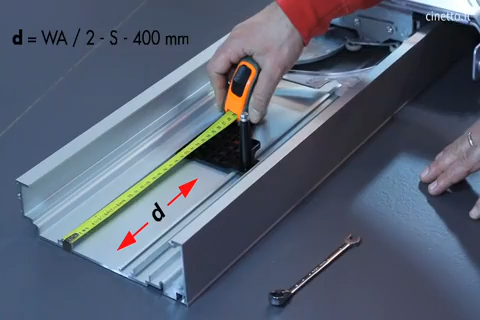 cinetto.it
d = WA / 2 - S - 400 mm
d